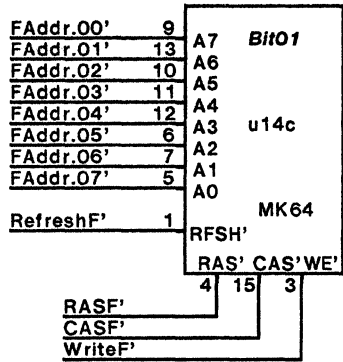 FAddr.00' 9 A7 Bit01
FAddr.01' 13 A6
FAddr.02' 10 A5
FAddr.03' 11 A4
FAddr.04' 12 A3 u14c
FAddr.05' 6 A2
FAddr.06' 7 A1
FAddr.07' 5 A0
MK64
RefreshF' 1 RFSH'
RAS' CAS' WE'
4 15 3
RASF'
CASF'
WriteF'